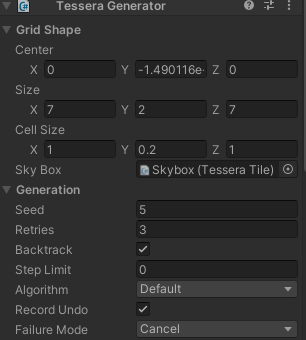 Tessera Generator
Grid Shape
Center
X 0 Y -1.490116e- Z 0
Size
X 7 Y 2 Z 7
Cell Size
X 1 Y 0.2 Z 1
Sky Box Skybox (Tessera Tile)
Generation
Seed 5
Retries 3
Backtrack
Step Limit 0
Algorithm Default
Record Undo
Failure Mode Cancel